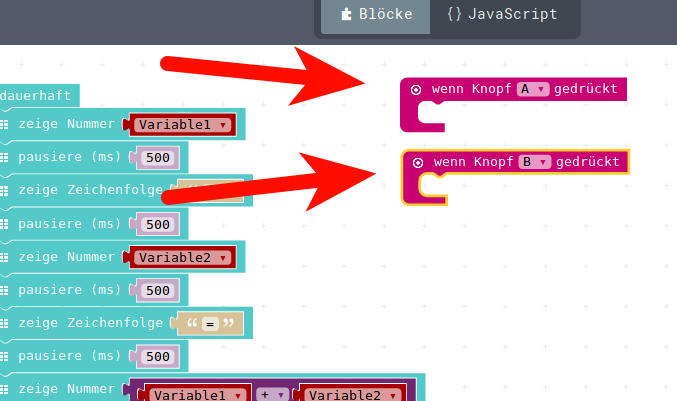 Blöcke {} JavaScript
wenn Knopf A gedrückt
dauerhaft
zeige Nummer Variable1
pausiere (ms) 500
wenn Knopf B gedrückt
zeige Zeichenfolge
pausiere (ms) 500
zeige Nummer Variable2
pausiere (ms) 500
zeige Zeichenfolge “ = ”
pausiere (ms) 500
zeige Nummer Variable1 + Variable2